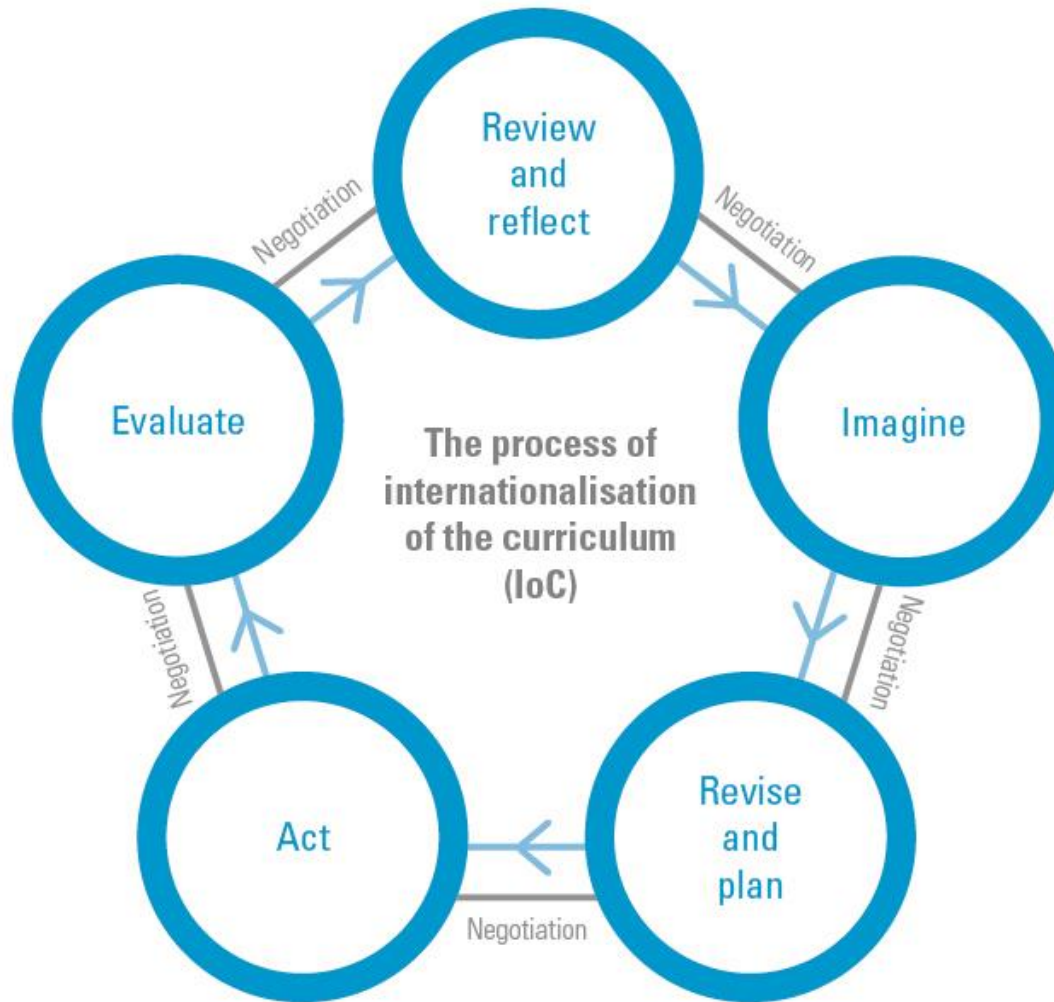 Review
and
reflect
Negotiation
Negotiation
Evaluate
Imagine
The process of
internationalisation
of the curriculum
(IoC)
Negotiation
Negotiation
Act
Revise
and
plan
Negotiation